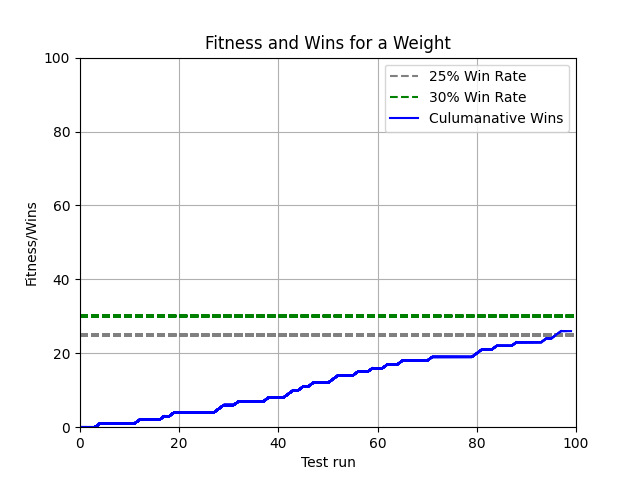 Fitness and Wins for a Weight
100
80
60
40
20
0
Fitness/Wins
25% Win Rate
30% Win Rate
Culumanative Wins
0 20 40 60 80 100
Test run